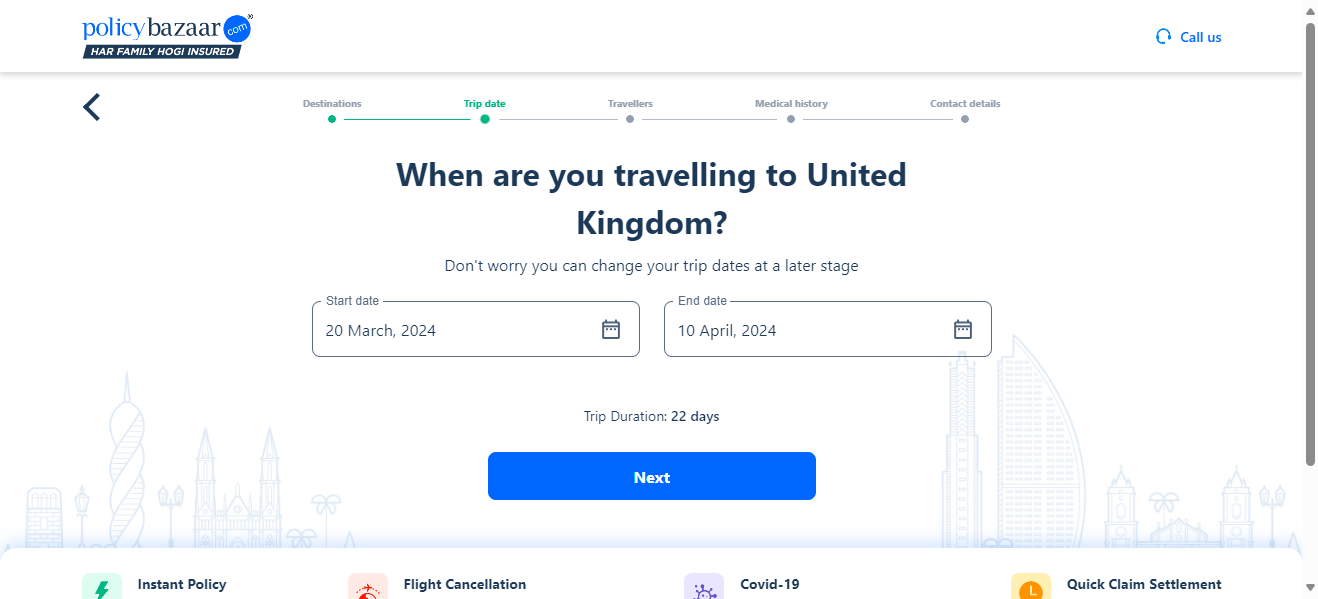 policybazaar.com®
HAR FAMILY HOGI INSURED
Call us
Destinations
Trip date
Travellers
Medical history
Contact details
When are you travelling to United
Kingdom?
Don't worry you can change your trip dates at a later stage
Start date
20 March, 2024
End date
10 April, 2024
Trip Duration: 22 days
Next
Instant Policy
Flight Cancellation
Covid-19
Quick Claim Settlement